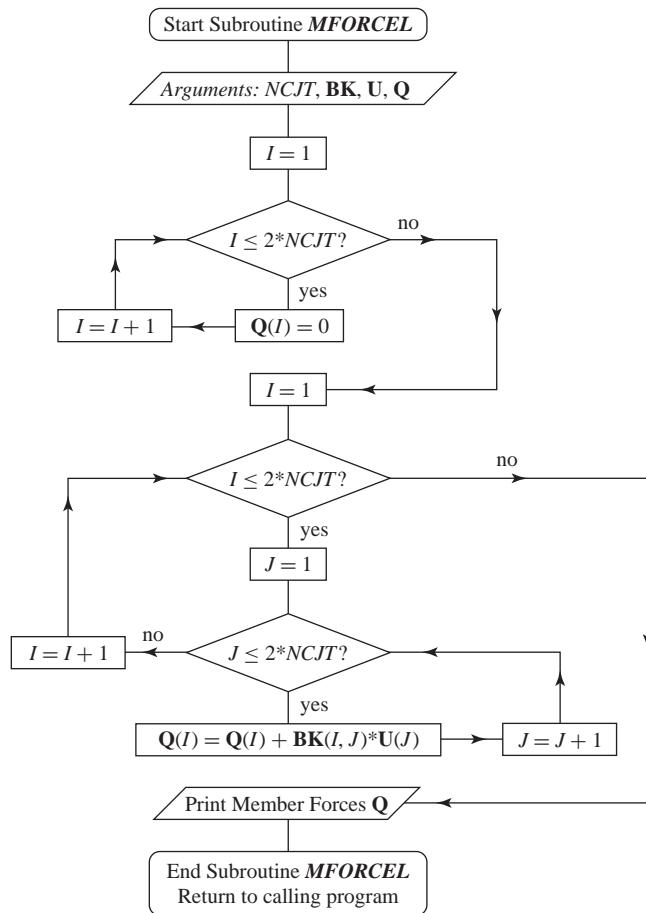 Start Subroutine MFORCEL
Arguments: NCJT, BK, U, Q
I = 1
I ≤ 2*NCJT?
no
yes
I = I + 1
Q(I) = 0
I = 1
I ≤ 2*NCJT?
no
yes
J = 1
J ≤ 2*NCJT?
no
I = I + 1
yes
Q(I) = Q(I) + BK(I, J)*U(J)
J = J + 1
Print Member Forces Q
End Subroutine MFORCEL
Return to calling program